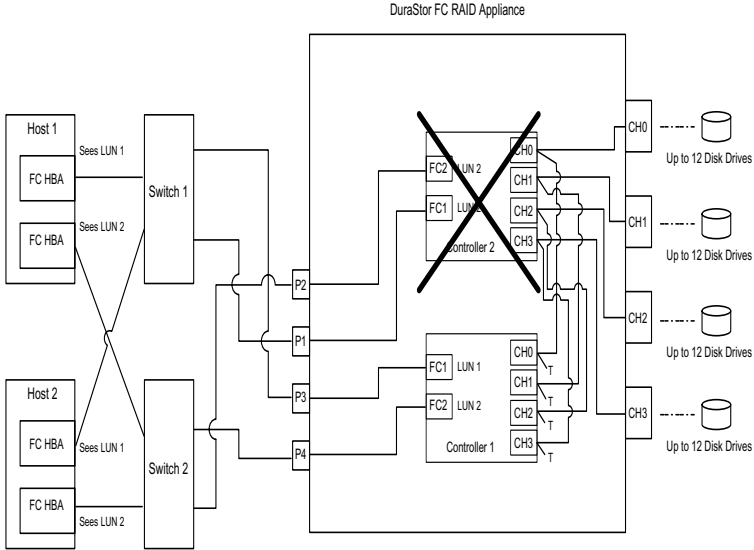 DuraStor FC RAID Appliance
Host 1
FC HBA
FC HBA
Sees LUN 1
Sees LUN 2
Switch 1
Host 2
FC HBA
FC HBA
Sees LUN 1
Sees LUN 2
Switch 2
P2
P1
P3
P4
FC2
LUN 2
FC1
CH0
CH1
CH2
CH3
Controller 2
FC1
LUN 1
FC2
LUN 2
CH0
CH1
CH2
CH3
T
T
T
T
Controller 1
CH0
Up to 12 Disk Drives
CH1
Up to 12 Disk Drives
CH2
Up to 12 Disk Drives
CH3
Up to 12 Disk Drives